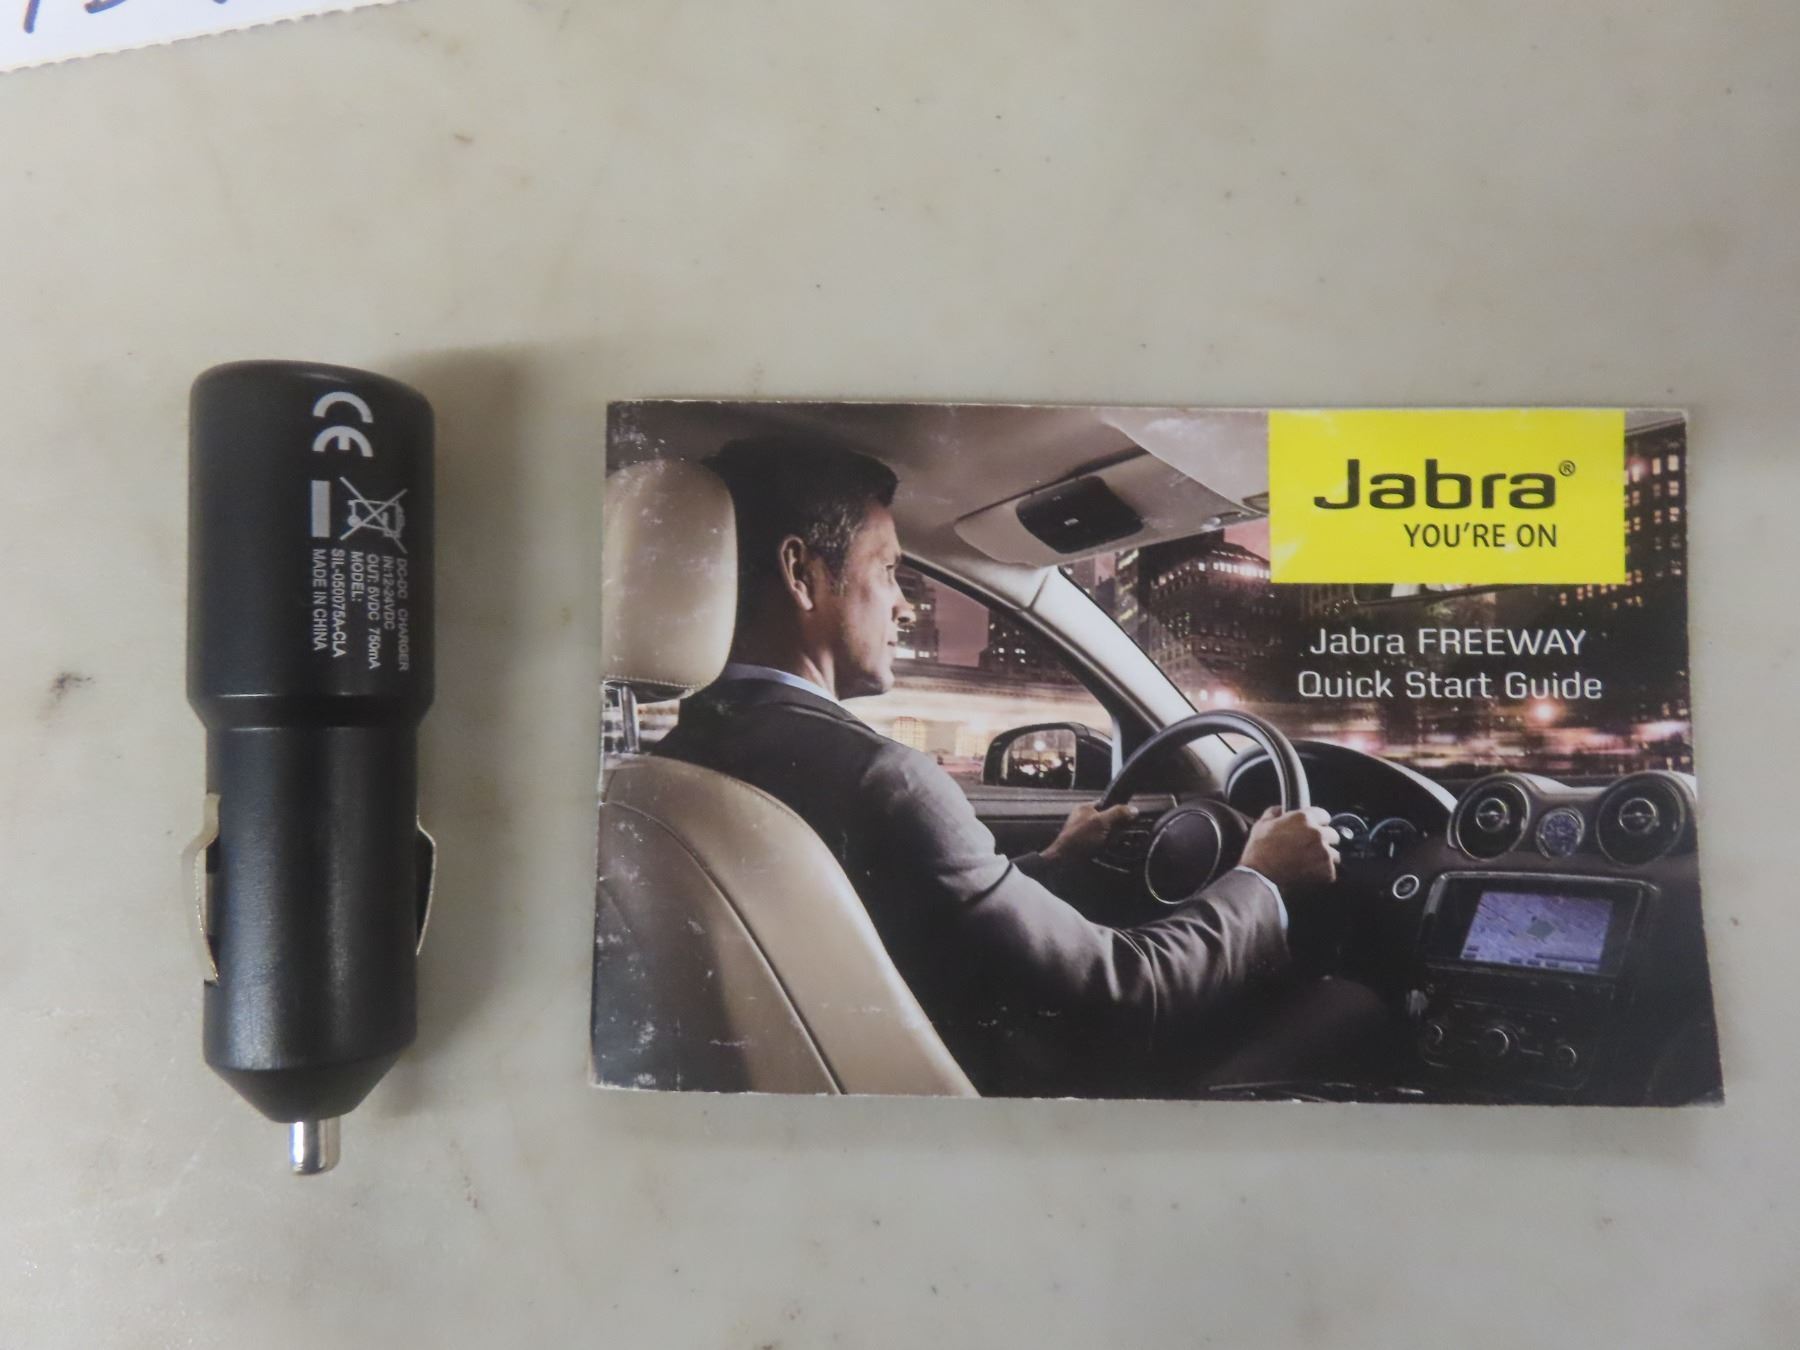 DC-DC CHARGER
IN:12-24VDC
OUT: 5VDC 750mA
MODEL:
SIL-050075A-CLA
MADE IN CHINA
Jabra®
YOU'RE ON
Jabra FREEWAY
Quick Start Guide